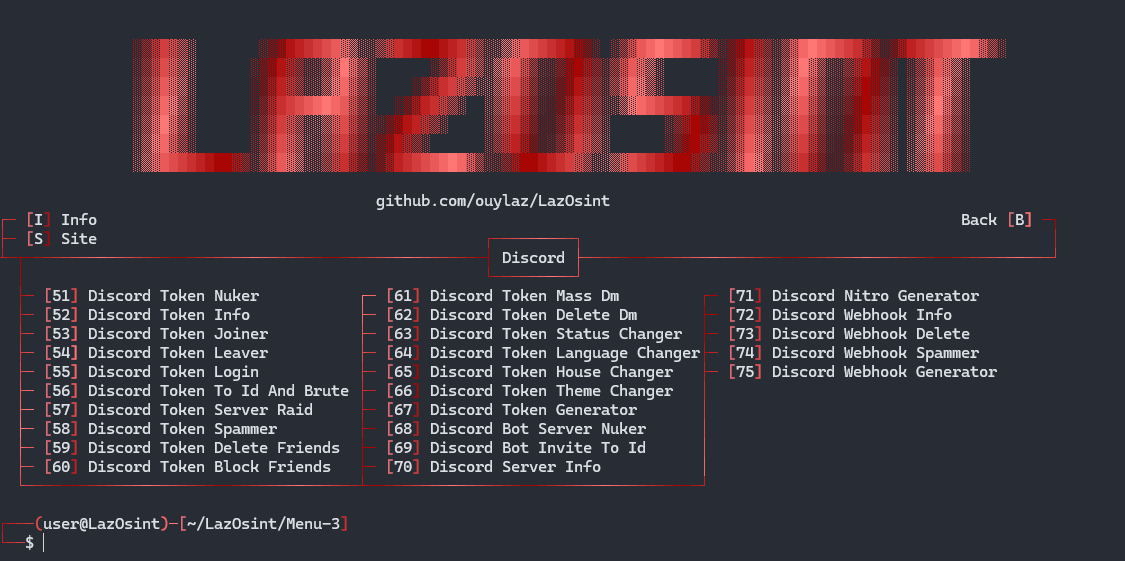 LAZOSINT
github.com/ouylaz/LazOsint
[I] Info
Back [B]
[S] Site
Discord
[51] Discord Token Nuker [61] Discord Token Mass Dm [71] Discord Nitro Generator
[52] Discord Token Info [62] Discord Token Delete Dm [72] Discord Webhook Info
[53] Discord Token Joiner [63] Discord Token Status Changer [73] Discord Webhook Delete
[54] Discord Token Leaver [64] Discord Token Language Changer [74] Discord Webhook Spammer
[55] Discord Token Login [65] Discord Token House Changer [75] Discord Webhook Generator
[56] Discord Token To Id And Brute [66] Discord Token Theme Changer
[57] Discord Token Server Raid [67] Discord Token Generator
[58] Discord Token Spammer [68] Discord Bot Server Nuker
[59] Discord Token Delete Friends [69] Discord Bot Invite To Id
[60] Discord Token Block Friends [70] Discord Server Info
(user@LazOsint)-[~/LazOsint/Menu-3]
$